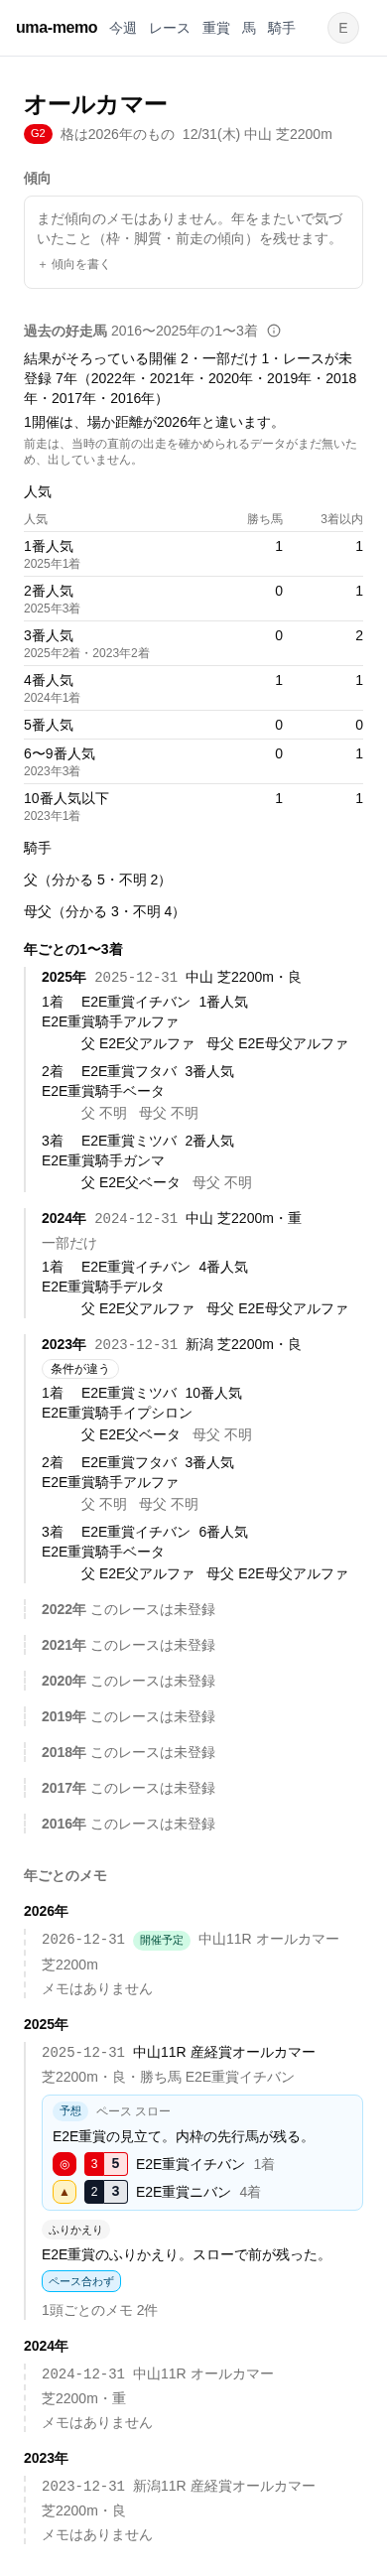 uma-memo 今週 レース 重賞 馬 騎手 E
オールカマー
G2 格は2026年のもの 12/31(木) 中山 芝2200m
傾向
まだ傾向のメモはありません。年をまたいで気づ
いたこと（枠・脚質・前走の傾向）を残せます。
＋ 傾向を書く
過去の好走馬 2016〜2025年の1〜3着
結果がそろっている開催 2・一部だけ 1・レースが未
登録 7年（2022年・2021年・2020年・2019年・2018
年・2017年・2016年）
1開催は、場か距離が2026年と違います。
前走は、当時の直前の出走を確かめられるデータがまだ無いた
め、出していません。
人気
人気 勝ち馬 3着以内
1番人気 1 1
2025年1着
2番人気 0 1
2025年3着
3番人気 0 2
2025年2着・2023年2着
4番人気 1 1
2024年1着
5番人気 0 0
6〜9番人気 0 1
2023年3着
10番人気以下 1 1
2023年1着
騎手
父（分かる 5・不明 2）
母父（分かる 3・不明 4）
年ごとの1〜3着
2025年 2025-12-31 中山 芝2200m・良
1着 E2E重賞イチバン 1番人気
E2E重賞騎手アルファ
父 E2E父アルファ 母父 E2E母父アルファ
2着 E2E重賞フタバ 3番人気
E2E重賞騎手ベータ
父 不明 母父 不明
3着 E2E重賞ミツバ 2番人気
E2E重賞騎手ガンマ
父 E2E父ベータ 母父 不明
2024年 2024-12-31 中山 芝2200m・重
一部だけ
1着 E2E重賞イチバン 4番人気
E2E重賞騎手デルタ
父 E2E父アルファ 母父 E2E母父アルファ
2023年 2023-12-31 新潟 芝2200m・良
条件が違う
1着 E2E重賞ミツバ 10番人気
E2E重賞騎手イプシロン
父 E2E父ベータ 母父 不明
2着 E2E重賞フタバ 3番人気
E2E重賞騎手アルファ
父 不明 母父 不明
3着 E2E重賞イチバン 6番人気
E2E重賞騎手ベータ
父 E2E父アルファ 母父 E2E母父アルファ
2022年 このレースは未登録
2021年 このレースは未登録
2020年 このレースは未登録
2019年 このレースは未登録
2018年 このレースは未登録
2017年 このレースは未登録
2016年 このレースは未登録
年ごとのメモ
2026年
2026-12-31 開催予定 中山11R オールカマー
芝2200m
メモはありません
2025年
2025-12-31 中山11R 産経賞オールカマー
芝2200m・良・勝ち馬 E2E重賞イチバン
予想 ペース スロー
E2E重賞の見立て。内枠の先行馬が残る。
◎ 3 5 E2E重賞イチバン 1着
▲ 2 3 E2E重賞ニバン 4着
ふりかえり
E2E重賞のふりかえり。スローで前が残った。
ペース合わず
1頭ごとのメモ 2件
2024年
2024-12-31 中山11R オールカマー
芝2200m・重
メモはありません
2023年
2023-12-31 新潟11R 産経賞オールカマー
芝2200m・良
メモはありません